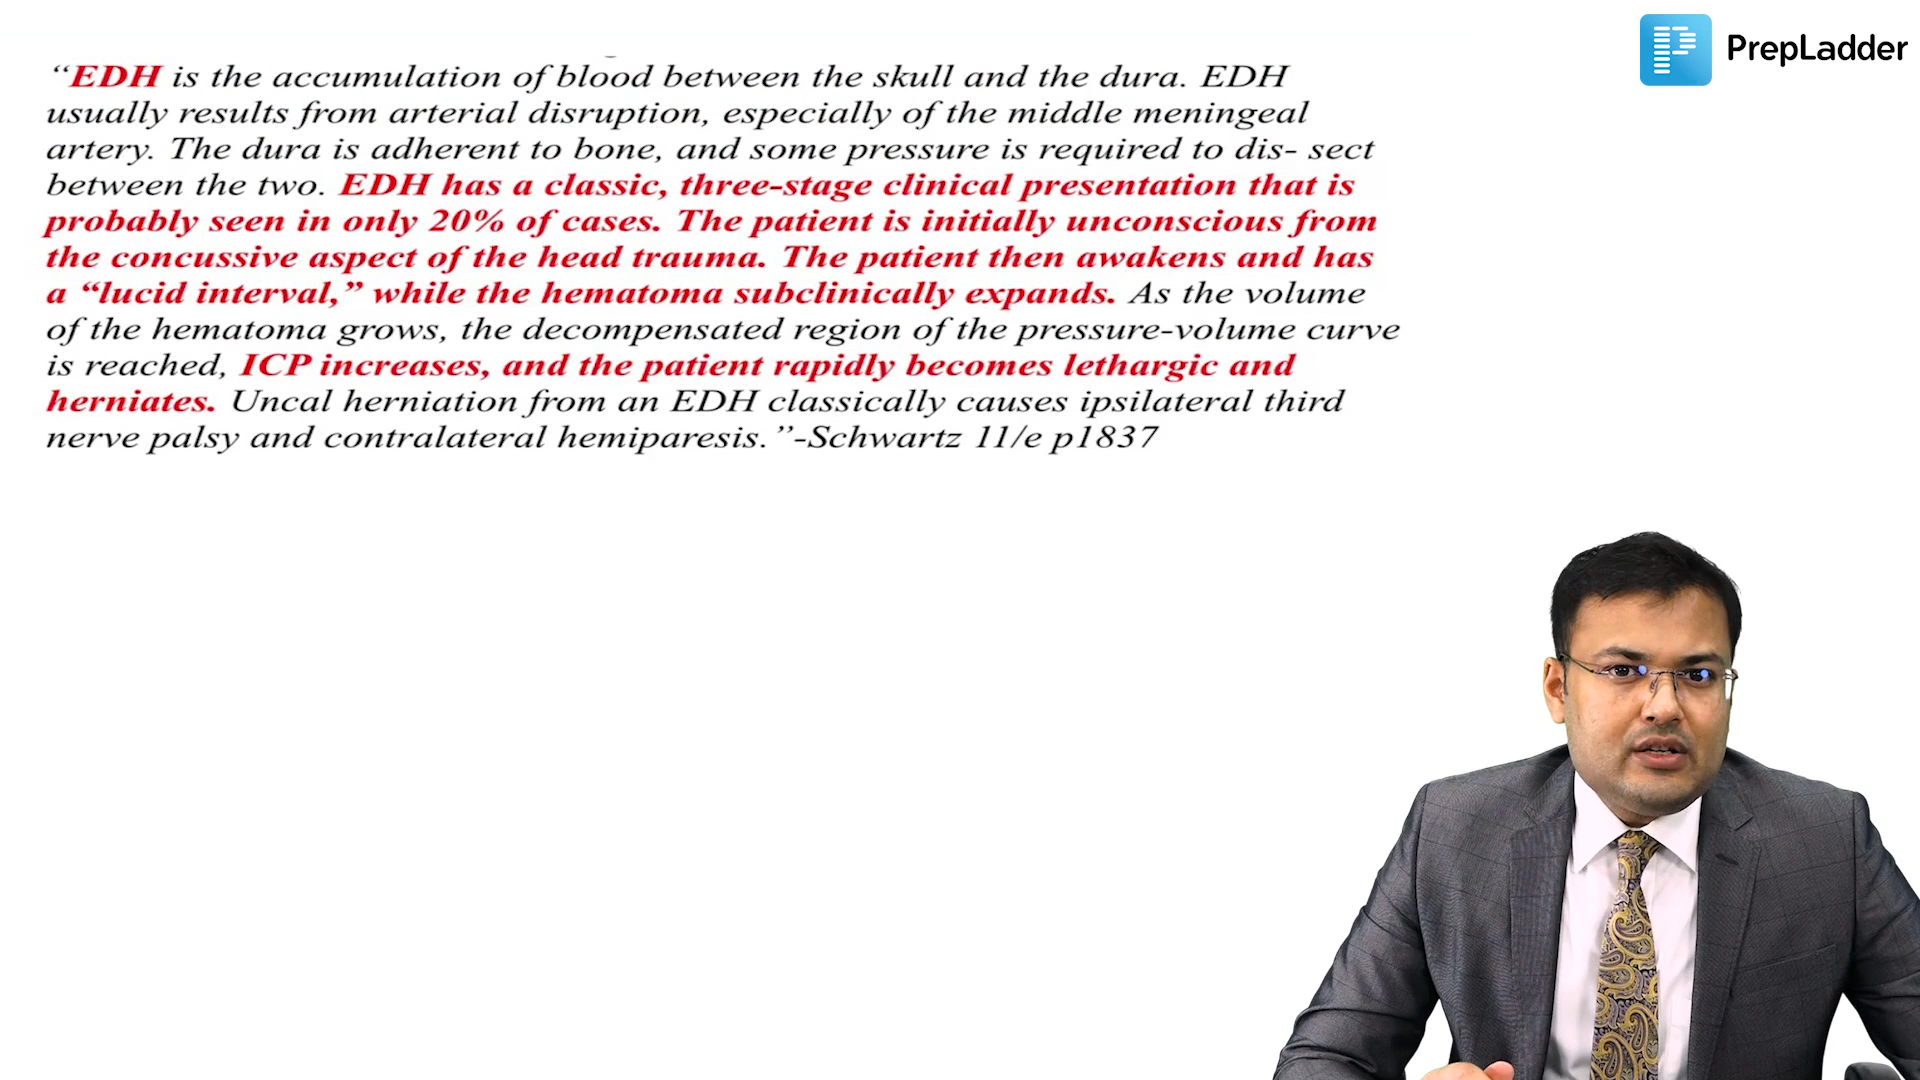 PrepLadder
“EDH is the accumulation of blood between the skull and the dura. EDH
usually results from arterial disruption, especially of the middle meningeal
artery. The dura is adherent to bone, and some pressure is required to dis- sect
between the two. EDH has a classic, three-stage clinical presentation that is
probably seen in only 20% of cases. The patient is initially unconscious from
the concussive aspect of the head trauma. The patient then awakens and has
a “lucid interval,” while the hematoma subclinically expands. As the volume
of the hematoma grows, the decompensated region of the pressure-volume curve
is reached, ICP increases, and the patient rapidly becomes lethargic and
herniates. Uncal herniation from an EDH classically causes ipsilateral third
nerve palsy and contralateral hemiparesis.”-Schwartz 11/e p1837